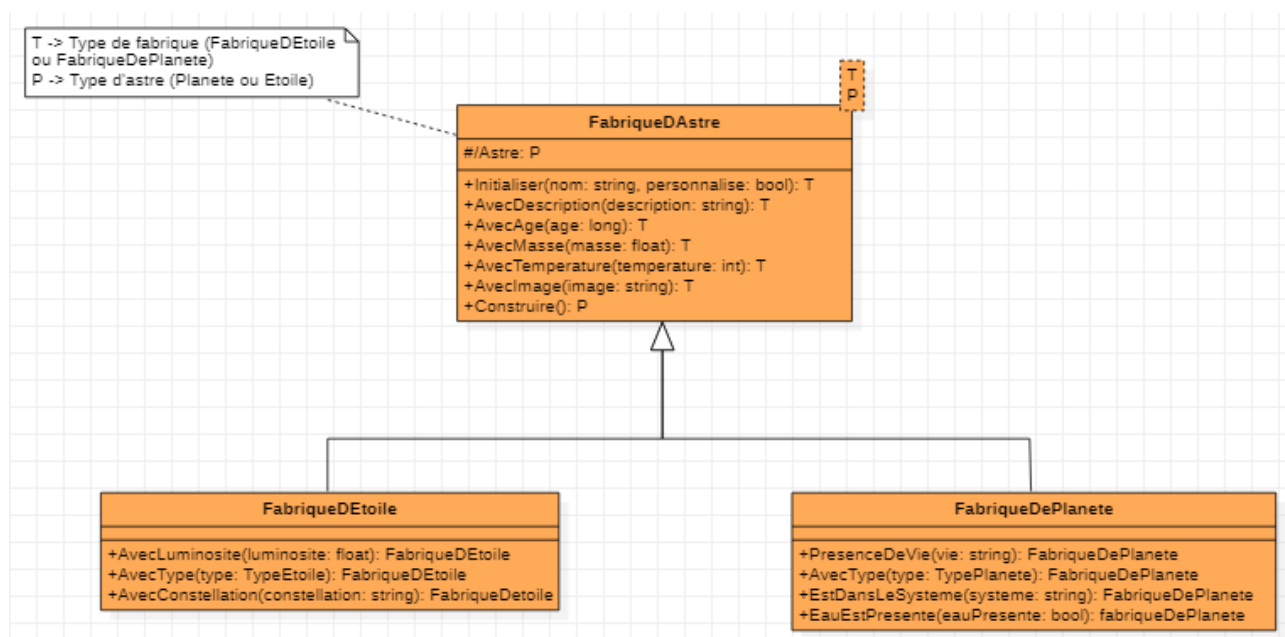 T -> Type de fabrique (FabriqueDEtoile
ou FabriqueDePlanete)
P -> Type d'astre (Planete ou Etoile)
T
P
FabriqueDAstre
#/Astre: P
+Initialiser(nom: string, personnalise: bool): T
+AvecDescription(description: string): T
+AvecAge(age: long): T
+AvecMasse(masse: float): T
+AvecTemperature(temperature: int): T
+AvecImage(image: string): T
+Construire(): P
FabriqueDEtoile
+AvecLuminosite(luminosite: float): FabriqueDEtoile
+AvecType(type: TypeEtoile): FabriqueDEtoile
+AvecConstellation(constellation: string): FabriqueDetoile
FabriqueDePlanete
+PresenceDeVie(vie: string): FabriqueDePlanete
+AvecType(type: TypePlanete): FabriqueDePlanete
+EstDansLeSysteme(systeme: string): FabriqueDePlanete
+EauEstPresente(eauPresente: bool): fabriqueDePlanete